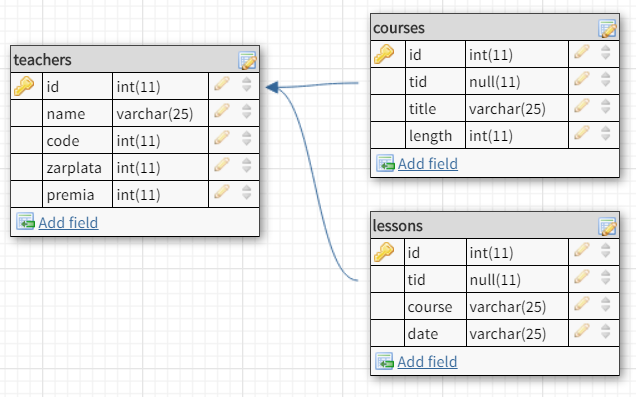 teachers
id int(11)
name varchar(25)
code int(11)
zarplata int(11)
premia int(11)
Add field
courses
id int(11)
tid null(11)
title varchar(25)
length int(11)
Add field
lessons
id int(11)
tid null(11)
course varchar(25)
date varchar(25)
Add field